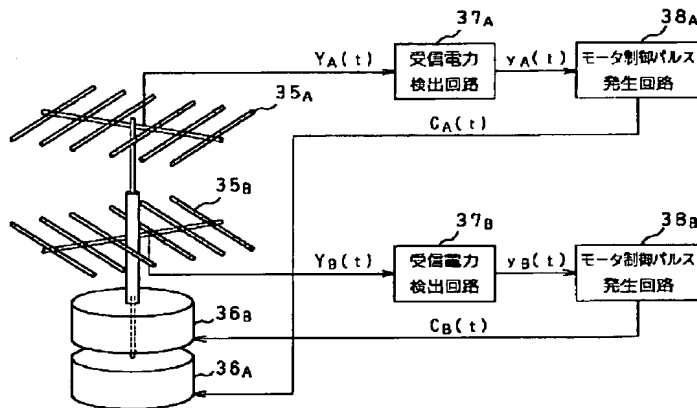 37A
38A
YA(t)
受信電力
検出回路
yA(t)
モータ制御パルス
発生回路
35A
CA(t)
35B
37B
38B
YB(t)
受信電力
検出回路
yB(t)
モータ制御パルス
発生回路
36B
CB(t)
36A